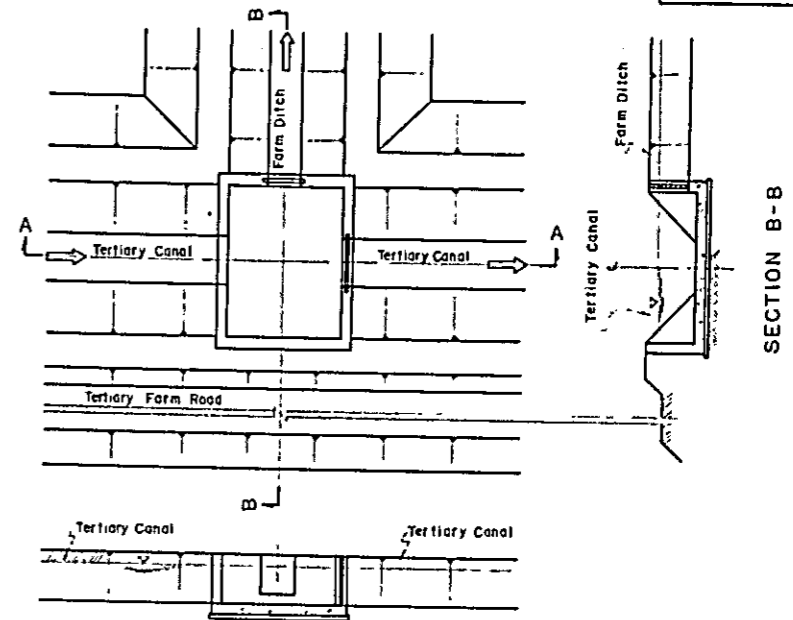 B
Farm Ditch
A
Tertiary Canal
Tertiary Canal
A
Tertiary Farm Road
B
Tertiary Canal
Tertiary Canal
Farm Ditch
Tertiary Canal
SECTION B-B